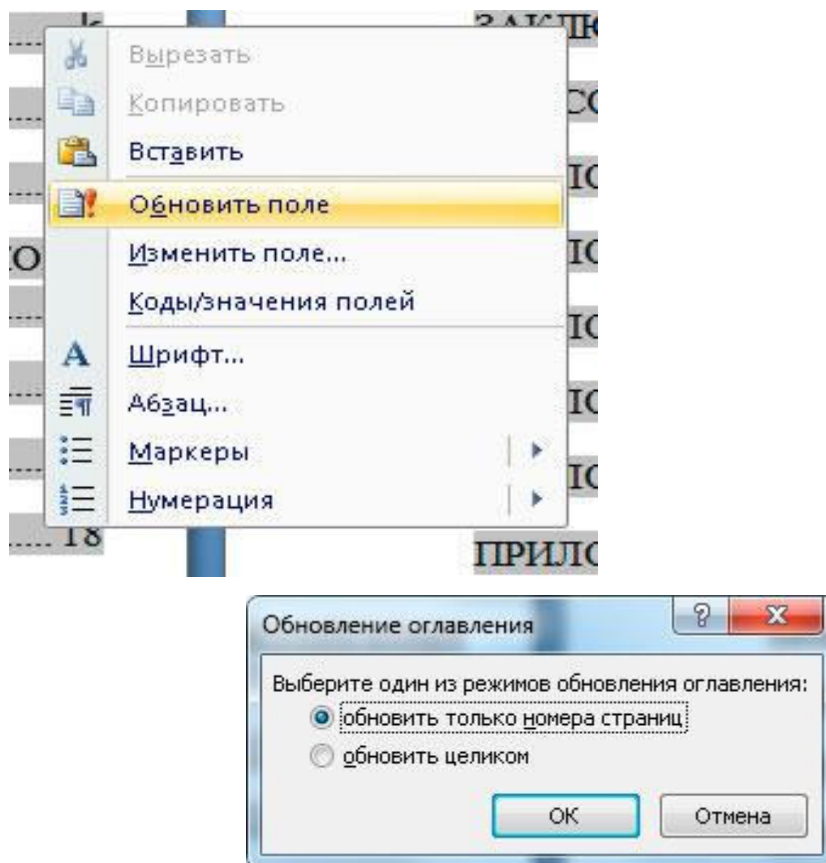 ЗАКЛЮ
Вырезать
Копировать
Вставить
Обновить поле
Изменить поле...
Коды/значения полей
Шрифт...
Абзац...
Маркеры
Нумерация
18
ПРИЛО
Обновление оглавления
Выберите один из режимов обновления оглавления:
обновить только номера страниц
обновить целиком
ОК
Отмена